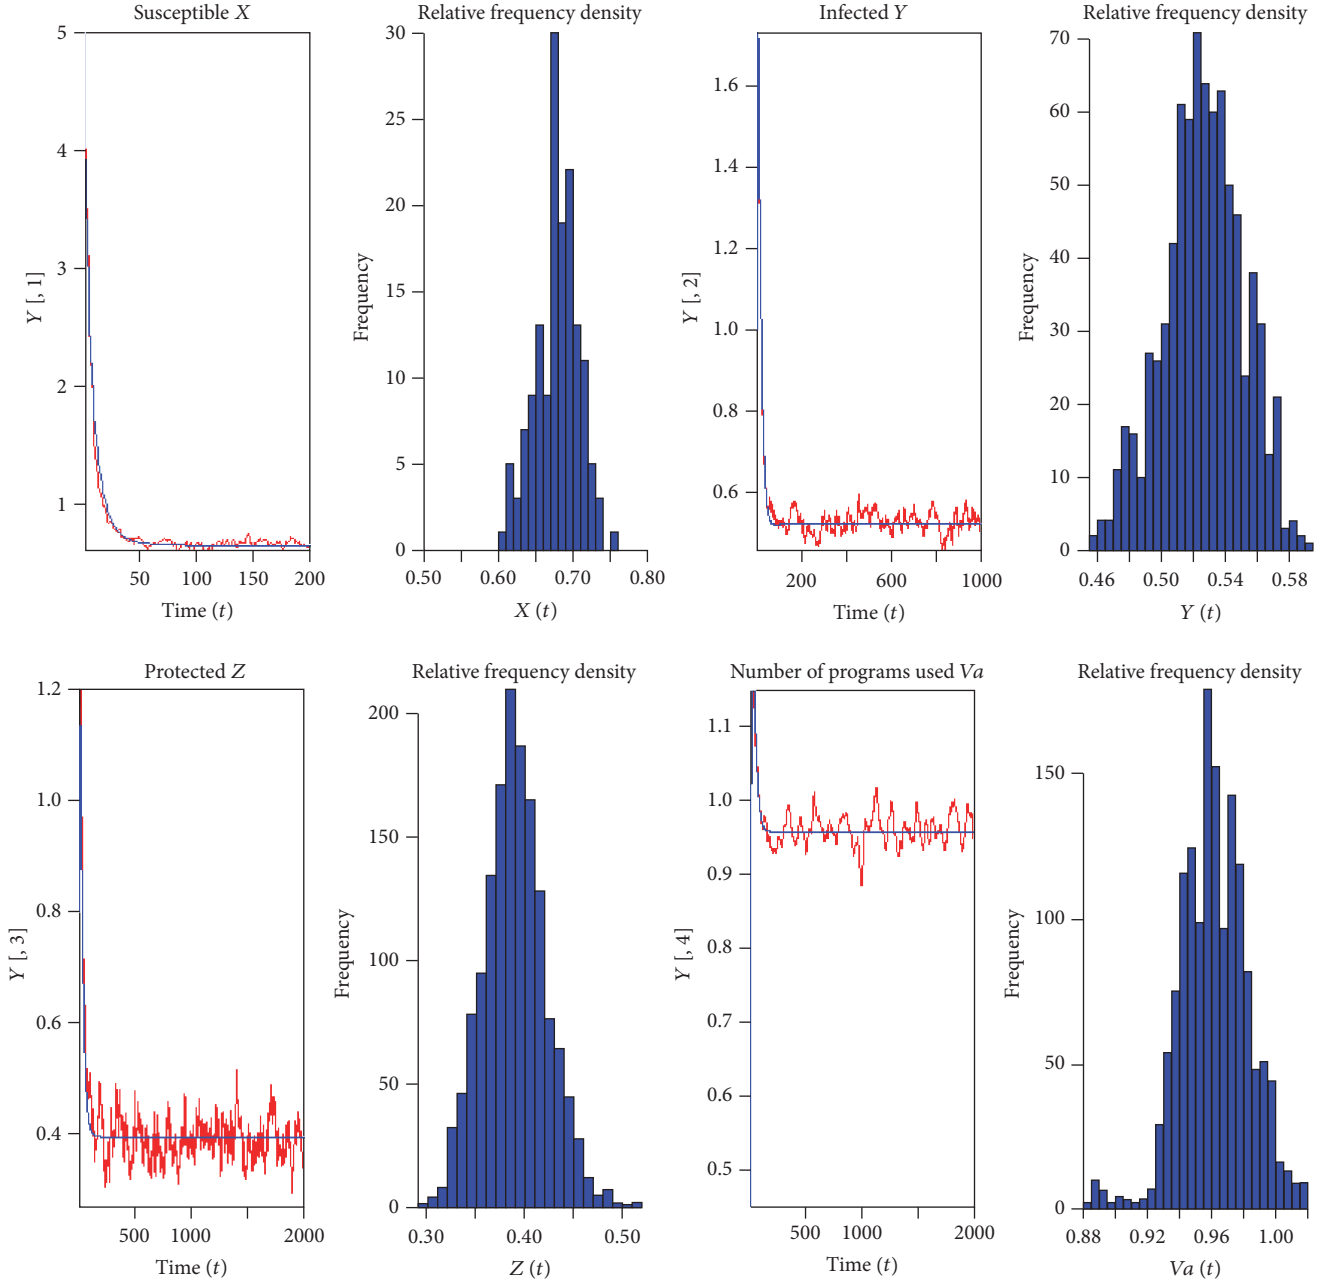 Susceptible X
5
4
3
2
1
Y [, 1]
50 100 150 200
Time (t)
Relative frequency density
30
25
20
15
10
5
0
Frequency
0.50 0.60 0.70 0.80
X (t)
Infected Y
1.6
1.4
1.2
1.0
0.8
0.6
Y [, 2]
200 600 1000
Time (t)
Relative frequency density
70
60
50
40
30
20
10
0
Frequency
0.46 0.50 0.54 0.58
Y (t)
Protected Z
1.2
1.0
0.8
0.6
0.4
Y [, 3]
500 1000 2000
Time (t)
Relative frequency density
200
150
100
50
0
Frequency
0.30 0.40 0.50
Z (t)
Number of programs used Va
1.1
1.0
0.9
0.8
0.7
0.6
0.5
Y [, 4]
500 1000 2000
Time (t)
Relative frequency density
150
100
50
0
Frequency
0.88 0.92 0.96 1.00
Va (t)